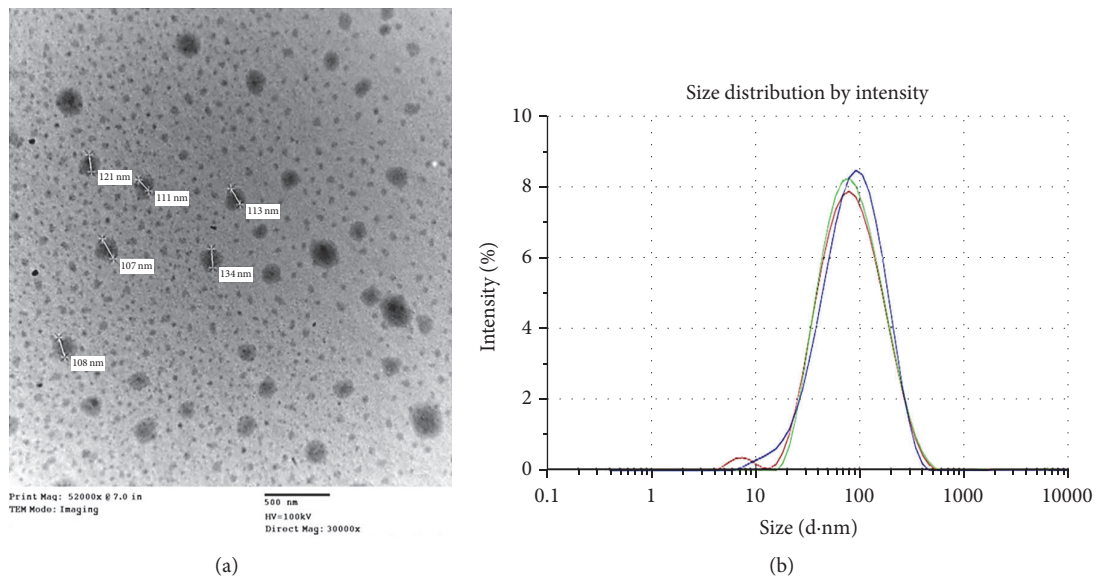 121 nm
111 nm
113 nm
107 nm
134 nm
108 nm
Print Mag: 52000x @ 7.0 in
TEM Mode: Imaging
500 nm
HV=100kV
Direct Mag: 30000x
(a)
Size distribution by intensity
Intensity (%)
10
8
6
4
2
0
0.1 1 10 100 1000 10000
Size (d·nm)
(b)